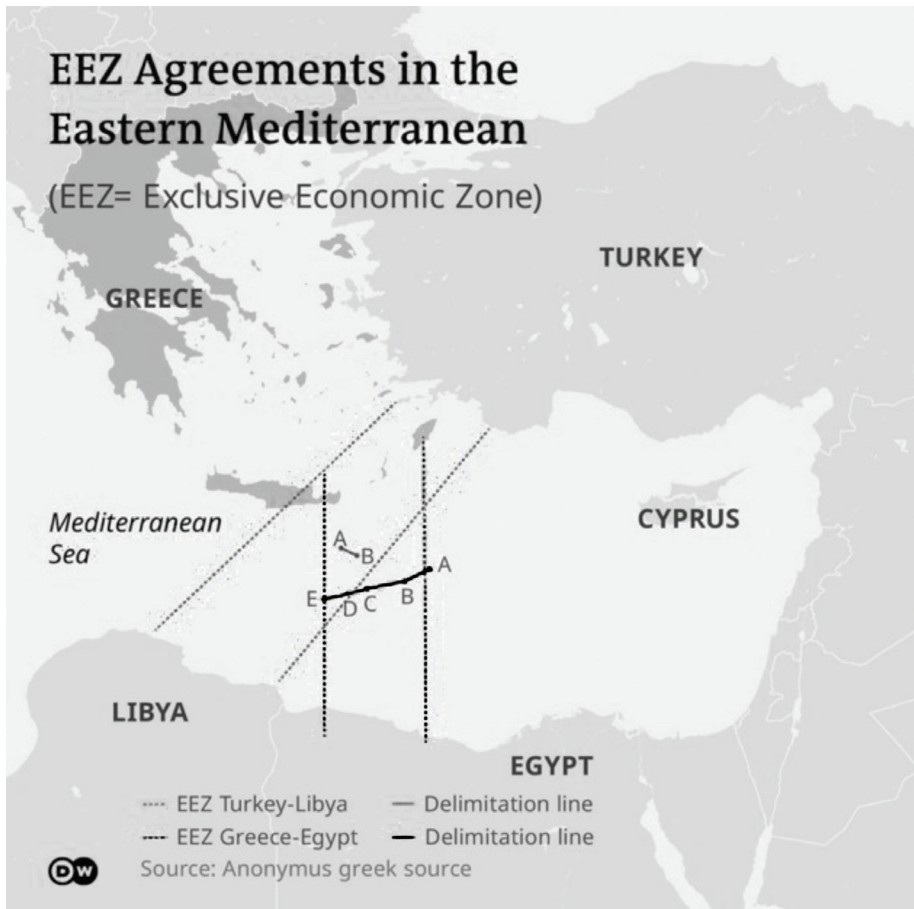 EEZ Agreements in the
Eastern Mediterranean
(EEZ= Exclusive Economic Zone)
TURKEY
GREECE
Mediterranean
Sea
CYPRUS
A
B
A
E
D
C
B
LIBYA
EGYPT
EEZ Turkey-Libya
Delimitation line
EEZ Greece-Egypt
Delimitation line
DW
Source: Anonymus greek source